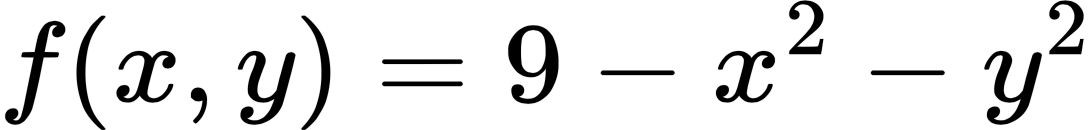 f(x, y) = 9 − x² − y²